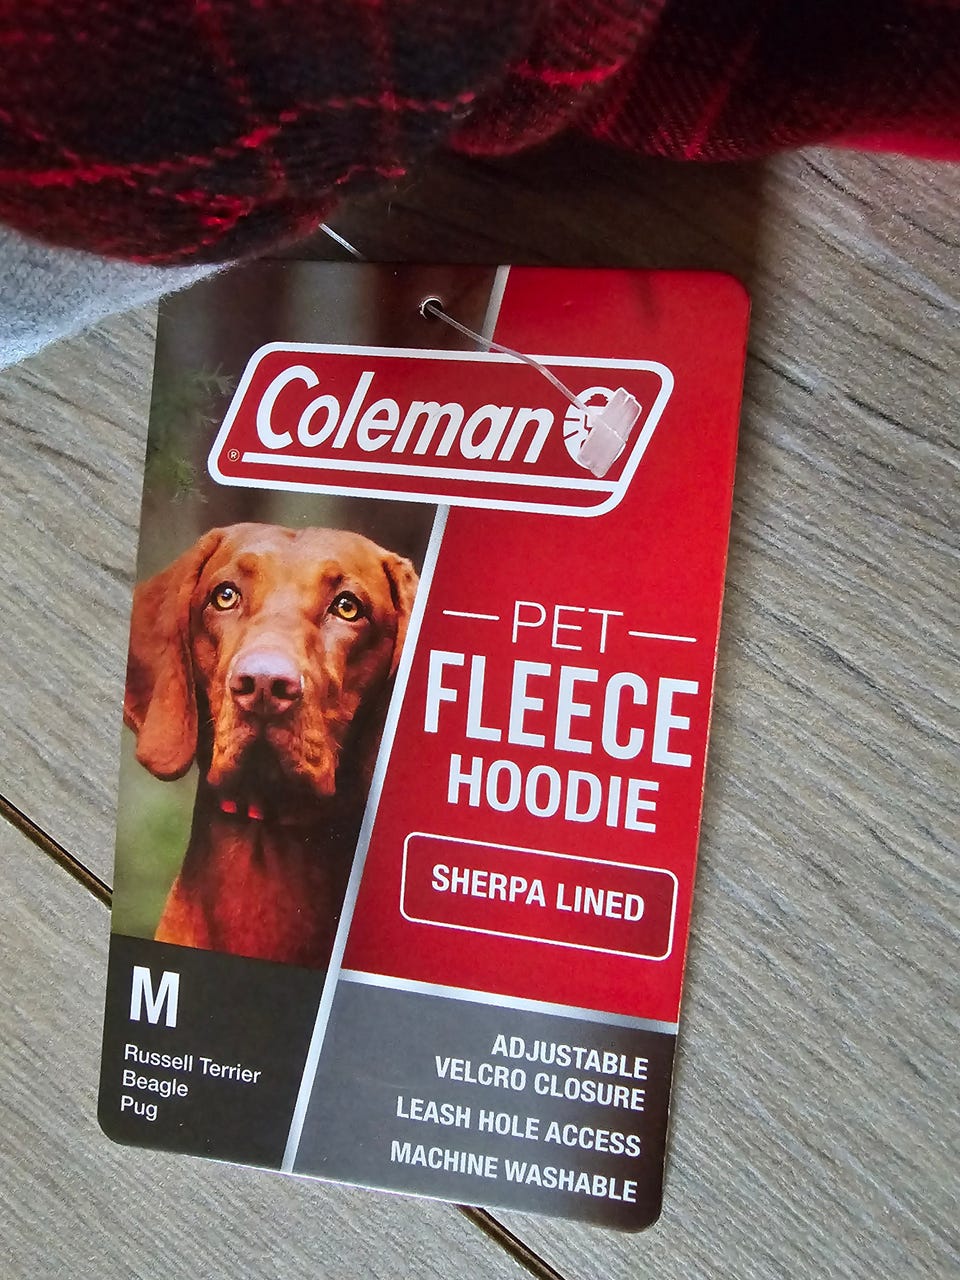 Coleman
®
PET
FLEECE
HOODIE
SHERPA LINED
M
Russell Terrier
Beagle
Pug
ADJUSTABLE
VELCRO CLOSURE
LEASH HOLE ACCESS
MACHINE WASHABLE